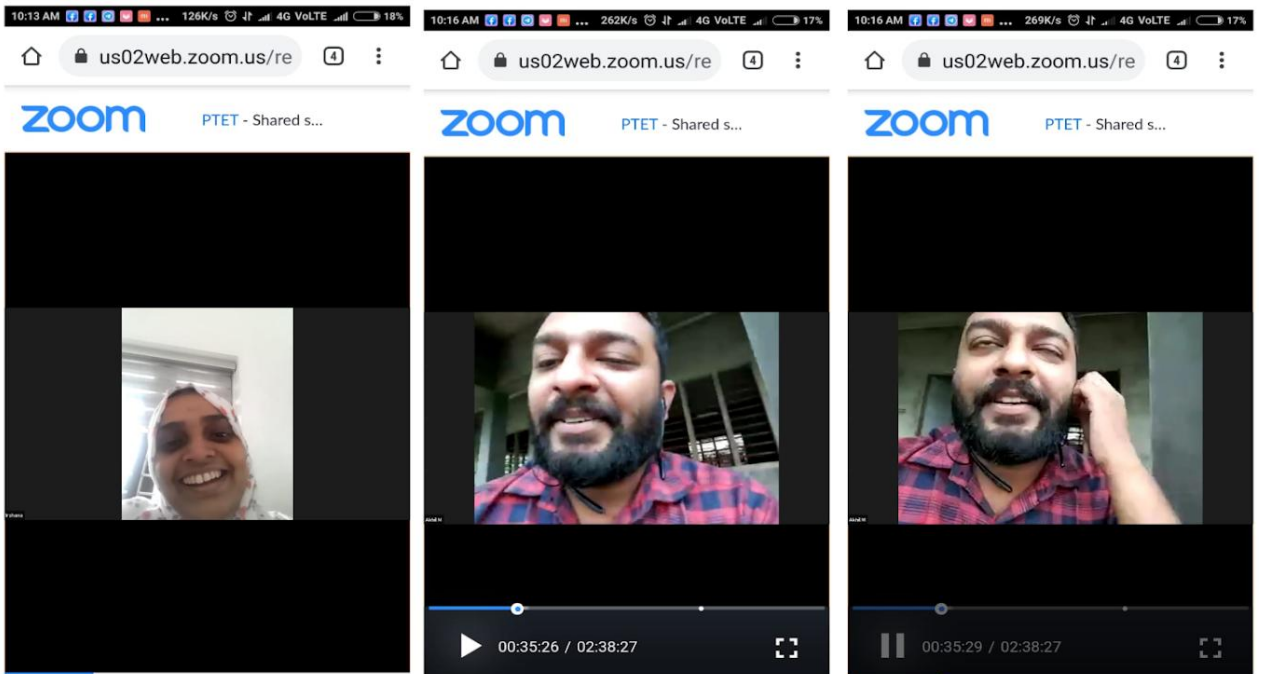 10:13 AM ... 126K/s 4G VoLTE 18%
us02web.zoom.us/re 4
zoom PTET - Shared s...
10:16 AM ... 262K/s 4G VoLTE 17%
us02web.zoom.us/re 4
zoom PTET - Shared s...
00:35:26 / 02:38:27
10:16 AM ... 269K/s 4G VoLTE 17%
us02web.zoom.us/re 4
zoom PTET - Shared s...
00:35:29 / 02:38:27